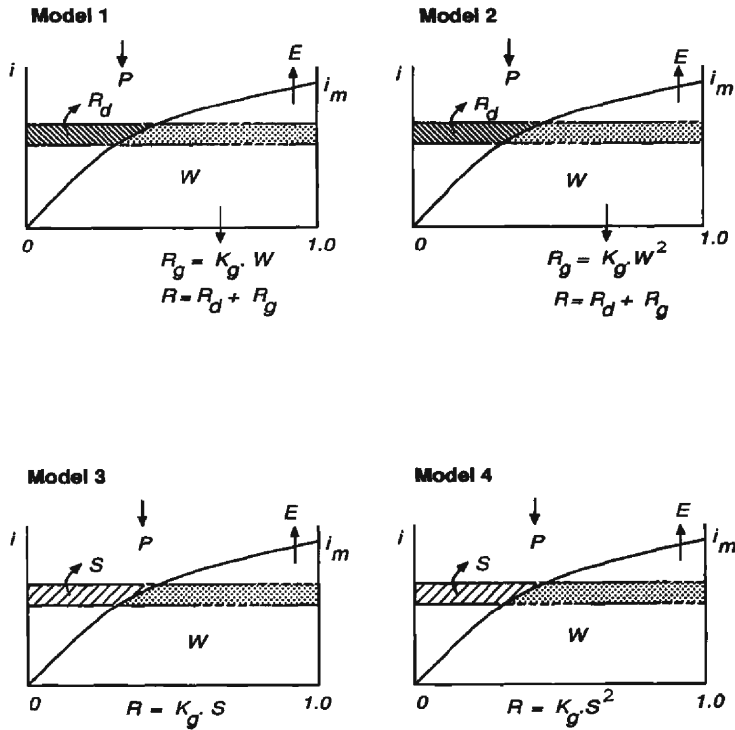 Model 1
P
E
i
i_m
R_d
W
0
1.0
R_g = K_g. W
R = R_d + R_g
Model 2
P
E
i
i_m
R_d
W
0
1.0
R_g = K_g. W^2
R = R_d + R_g
Model 3
P
E
i
i_m
S
W
0
1.0
R = K_g. S
Model 4
P
E
i
i_m
S
W
0
1.0
R = K_g. S^2